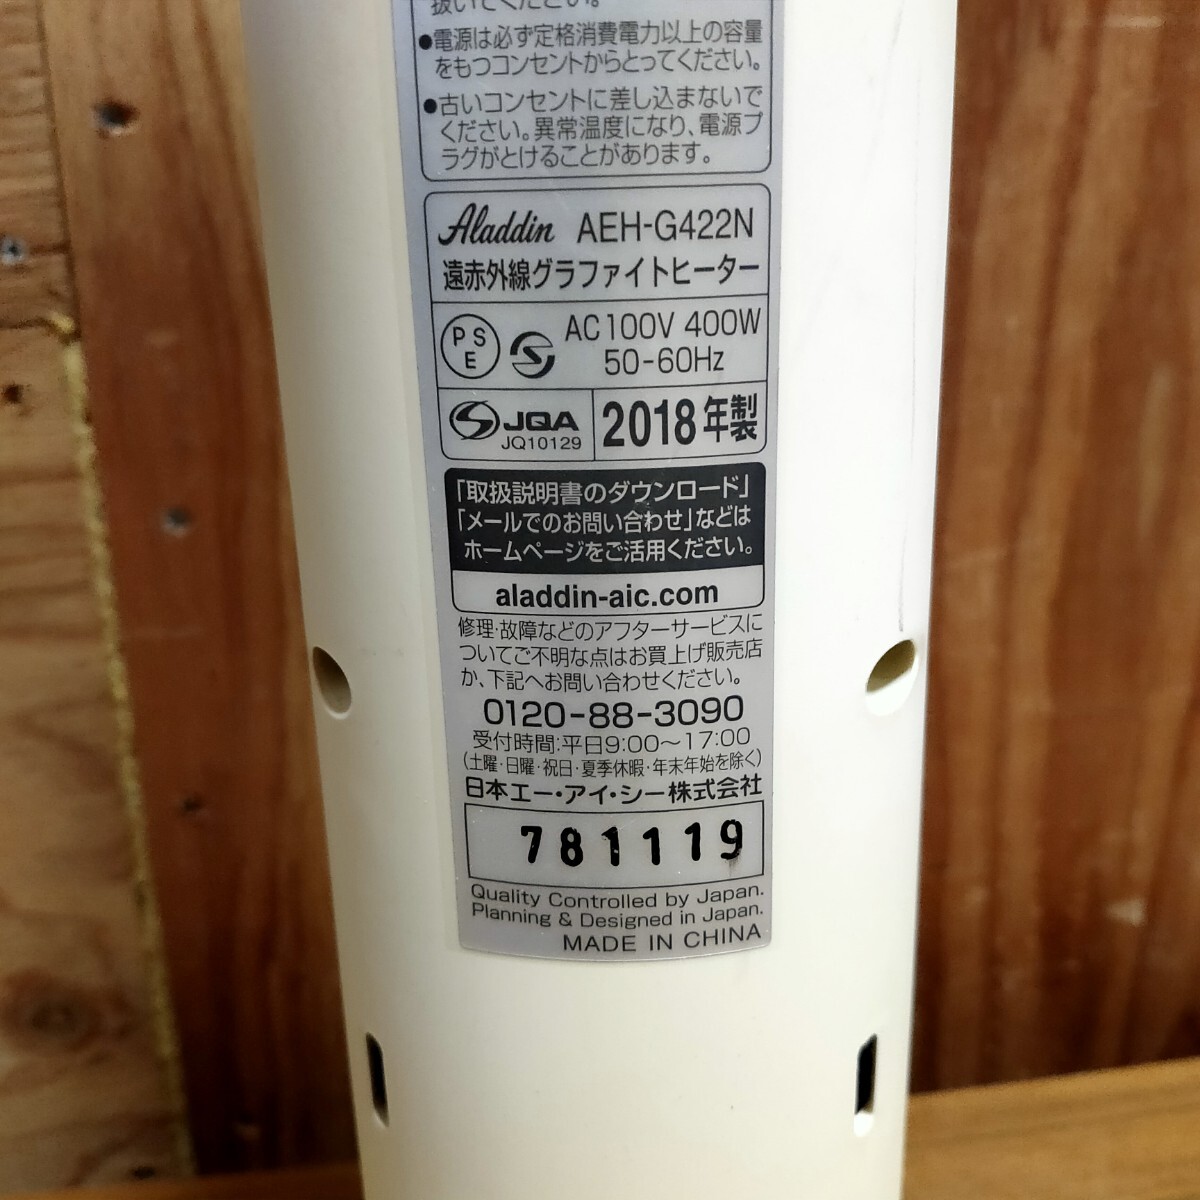 扱いてください。
●電源は必ず定格消費電力以上の容量
をもつコンセントからとってください。
●古いコンセントに差し込まないで
ください。異常温度になり、電源プ
ラグがとけることがあります。
Aladdin AEH-G422N
遠赤外線グラファイトヒーター
PS
E
AC100V 400W
50-60Hz
JQA
JQ10129
2018年製
「取扱説明書のダウンロード」
「メールでのお問い合わせ」などは
ホームページをご活用ください。
aladdin-aic.com
修理・故障などのアフターサービスに
ついてご不明な点はお買上げ販売店
か、下記へお問い合わせください。
0120-88-3090
受付時間:平日9:00〜17:00
(土曜・日曜・祝日・夏季休暇・年末年始を除く)
日本エー・アイ・シー株式会社
781119
Quality Controlled by Japan.
Planning & Designed in Japan.
MADE IN CHINA